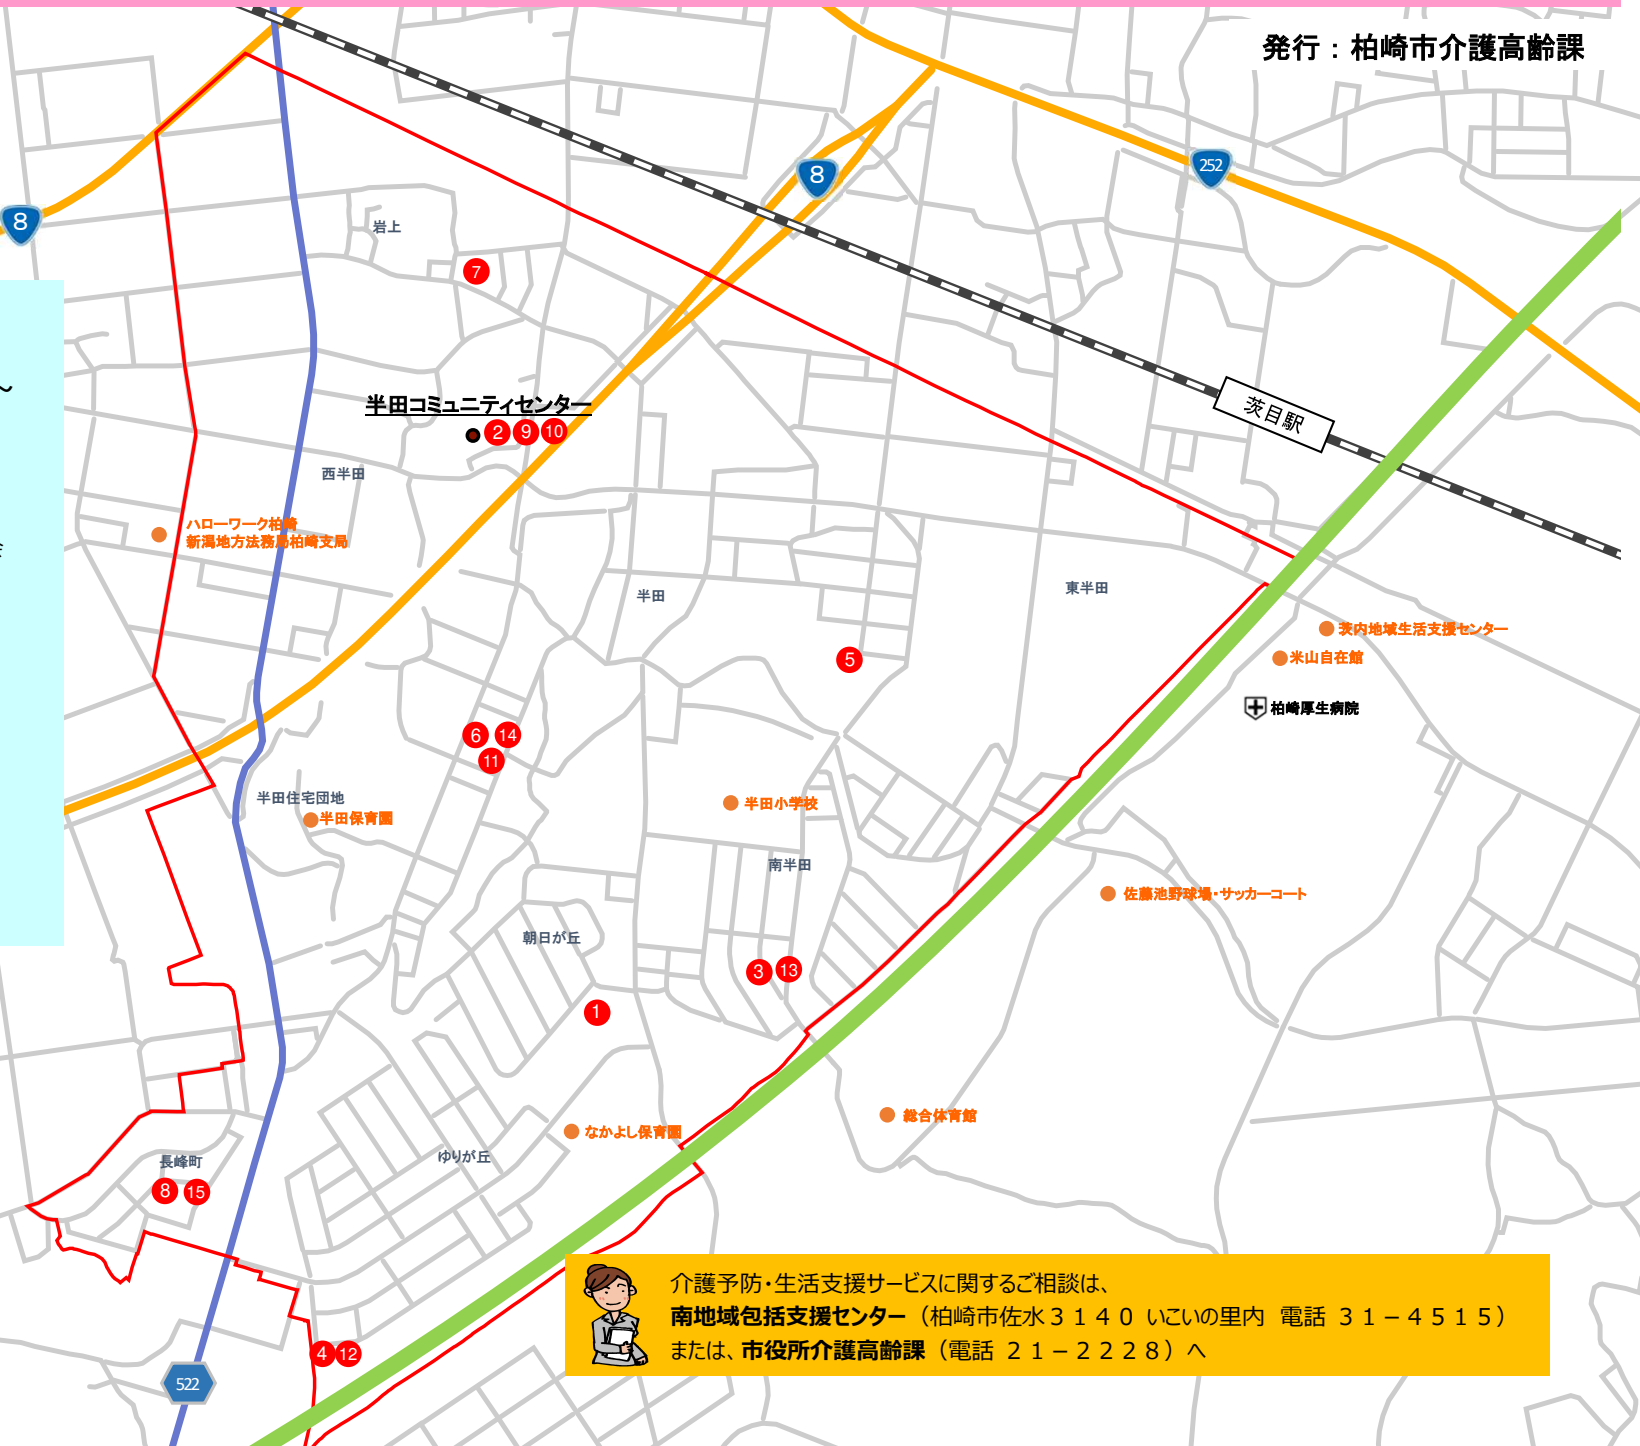 発行：柏崎市介護高齢課
8
252
8
岩上
7
～
半田コミュニティセンター
2 9 10
茨目駅
西半田
ハローワーク柏崎
新潟地方法務局柏崎支局
半田
東半田
5
茨内地域生活支援センター
米山自在館
柏崎厚生病院
6 14
11
半田住宅団地
半田保育園
半田小学校
南半田
佐藤池野球場・サッカーコート
朝日が丘
3 13
1
総合体育館
なかよし保育園
ゆりが丘
長峰町
8 15
介護予防・生活支援サービスに関するご相談は、
南地域包括支援センター（柏崎市佐水３１４０ いこいの里内 電話 ３１－４５１５）
または、市役所介護高齢課（電話 ２１－２２２８）へ
4 12
522